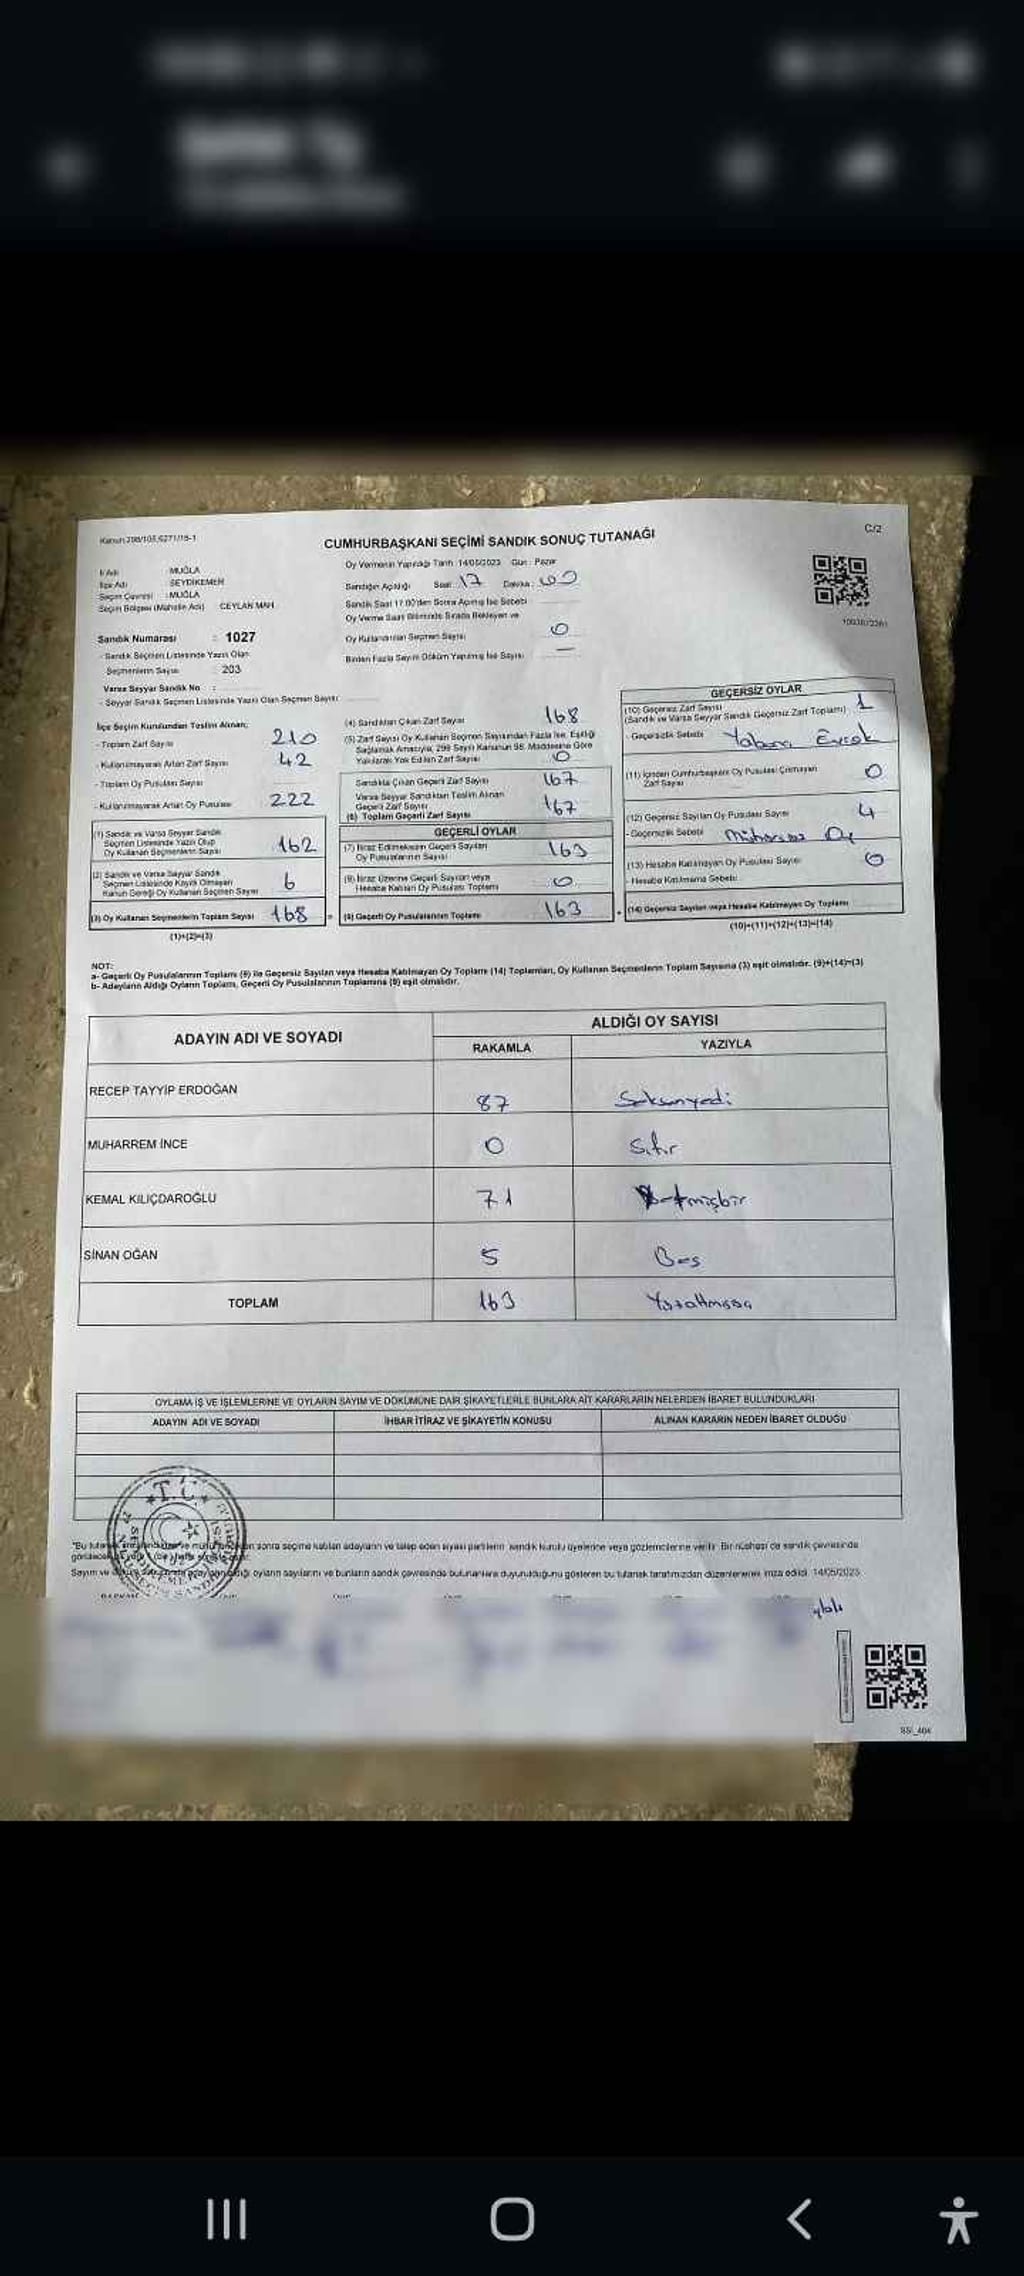 Kanun:298/105,6271/18-1
C/2
CUMHURBAŞKANI SEÇİMİ SANDIK SONUÇ TUTANAĞI
İl Adı : MUĞLA
İlçe Adı : SEYDİKEMER
Seçim Çevresi : MUĞLA
Seçim Bölgesi (Mahalle Adı) CEYLAN MAH.
Sandık Numarası : 1027
- Sandık Seçmen Listesinde Yazılı Olan
Seçmenlerin Sayısı 203
Varsa Seyyar Sandık No :
- Seyyar Sandık Seçmen Listesinde Yazılı Olan Seçmen Sayısı
Oy Vermenin Yapıldığı Tarih 14/05/2023 Gün : Pazar
Sandığın Açıldığı Saat 17 Dakika
Sandık Saat 17.00'den Sonra Açılmış İse Sebebi
Oy Verme Saati Bitiminde Sırada Bekleyen ve
Oy Kullandırılan Seçmen Sayısı 0
Birden Fazla Sayım Döküm Yapılmış İse Sayısı —
İlçe Seçim Kurulundan Teslim Alınan;
- Toplam Zarf Sayısı 210
- Kullanılmayarak Artan Zarf Sayısı 42
- Toplam Oy Pusulası Sayısı
- Kullanılmayarak Artan Oy Pusulası 222
(1) Sandık ve Varsa Seyyar Sandık
Seçmen Listesinde Yazılı Olup
Oy Kullanan Seçmenlerin Sayısı 162
(2) Sandık ve Varsa Seyyar Sandık
Seçmen Listesinde Kayıtlı Olmayan
Kanun Gereği Oy Kullanan Seçmen Sayısı 6
(3) Oy Kullanan Seçmenlerin Toplam Sayısı 168
(1)+(2)=(3)
(4) Sandıktan Çıkan Zarf Sayısı 168
(5) Zarf Sayısı Oy Kullanan Seçmen Sayısından Fazla İse, Eşitliği
Sağlamak Amacıyla, 298 Sayılı Kanunun 98. Maddesine Göre
Yakılarak Yok Edilen Zarf Sayısı 0
Sandıkta Çıkan Geçerli Zarf Sayısı 167
Varsa Seyyar Sandıktan Teslim Alınan
Geçerli Zarf Sayısı
(6) Toplam Geçerli Zarf Sayısı 167
GEÇERLİ OYLAR
(7) İtiraz Edilmeksizin Geçerli Sayılan
Oy Pusulalarının Sayısı 163
(8) İtiraz Üzerine Geçerli Sayılan veya
Hesaba Katılan Oy Pusulası Toplamı 0
(9) Geçerli Oy Pusulalarının Toplamı 163
GEÇERSİZ OYLAR
(10) Geçersiz Zarf Sayısı
(Sandık ve Varsa Seyyar Sandık Geçersiz Zarf Toplamı) 1
- Geçersizlik Sebebi
(11) İçinden Cumhurbaşkanı Oy Pusulası Çıkmayan
Zarf Sayısı 0
(12) Geçersiz Sayılan Oy Pusulası Sayısı 4
- Geçersizlik Sebebi Oy
(13) Hesaba Katılmayan Oy Pusulası Sayısı 0
- Hesaba Katılmama Sebebi
(14) Geçersiz Sayılan veya Hesaba Katılmayan Oy Toplamı
(10)+(11)+(12)+(13)=(14)
NOT:
a- Geçerli Oy Pusulalarının Toplamı (9) ile Geçersiz Sayılan veya Hesaba Katılmayan Oy Toplamı (14) Toplamları, Oy Kullanan Seçmenlerin Toplam Sayısına (3) eşit olmalıdır. (9)+(14)=(3)
b- Adayların Aldığı Oyların Toplamı, Geçerli Oy Pusulalarının Toplamına (9) eşit olmalıdır.
ADAYIN ADI VE SOYADI
ALDIĞI OY SAYISI
RAKAMLA YAZIYLA
RECEP TAYYİP ERDOĞAN 87 Seksenyedi
MUHARREM İNCE 0 Sıfır
KEMAL KILIÇDAROĞLU 71
SİNAN OĞAN 5 Beş
TOPLAM 163
OYLAMA İŞ VE İŞLEMLERİNE VE OYLARIN SAYIM VE DÖKÜMÜNE DAİR ŞİKAYETLERLE BUNLARA AİT KARARLARIN NELERDEN İBARET BULUNDUKLARI
ADAYIN ADI VE SOYADI İHBAR İTİRAZ VE ŞİKAYETİN KONUSU ALINAN KARARIN NEDEN İBARET OLDUĞU
T.C.
sonra seçime katılan adayların ve talep eden siyasi partilerin sandık kurulu üyelerine veya gözlemcilerine verilir. Bir nüshası da sandık çevresinde
Sayım ve oyların sayılarını ve bunların sandık çevresinde bulunanlara duyurulduğunu gösteren bu tutanak tarafımızdan düzenlenerek imza edildi. 14/05/2023